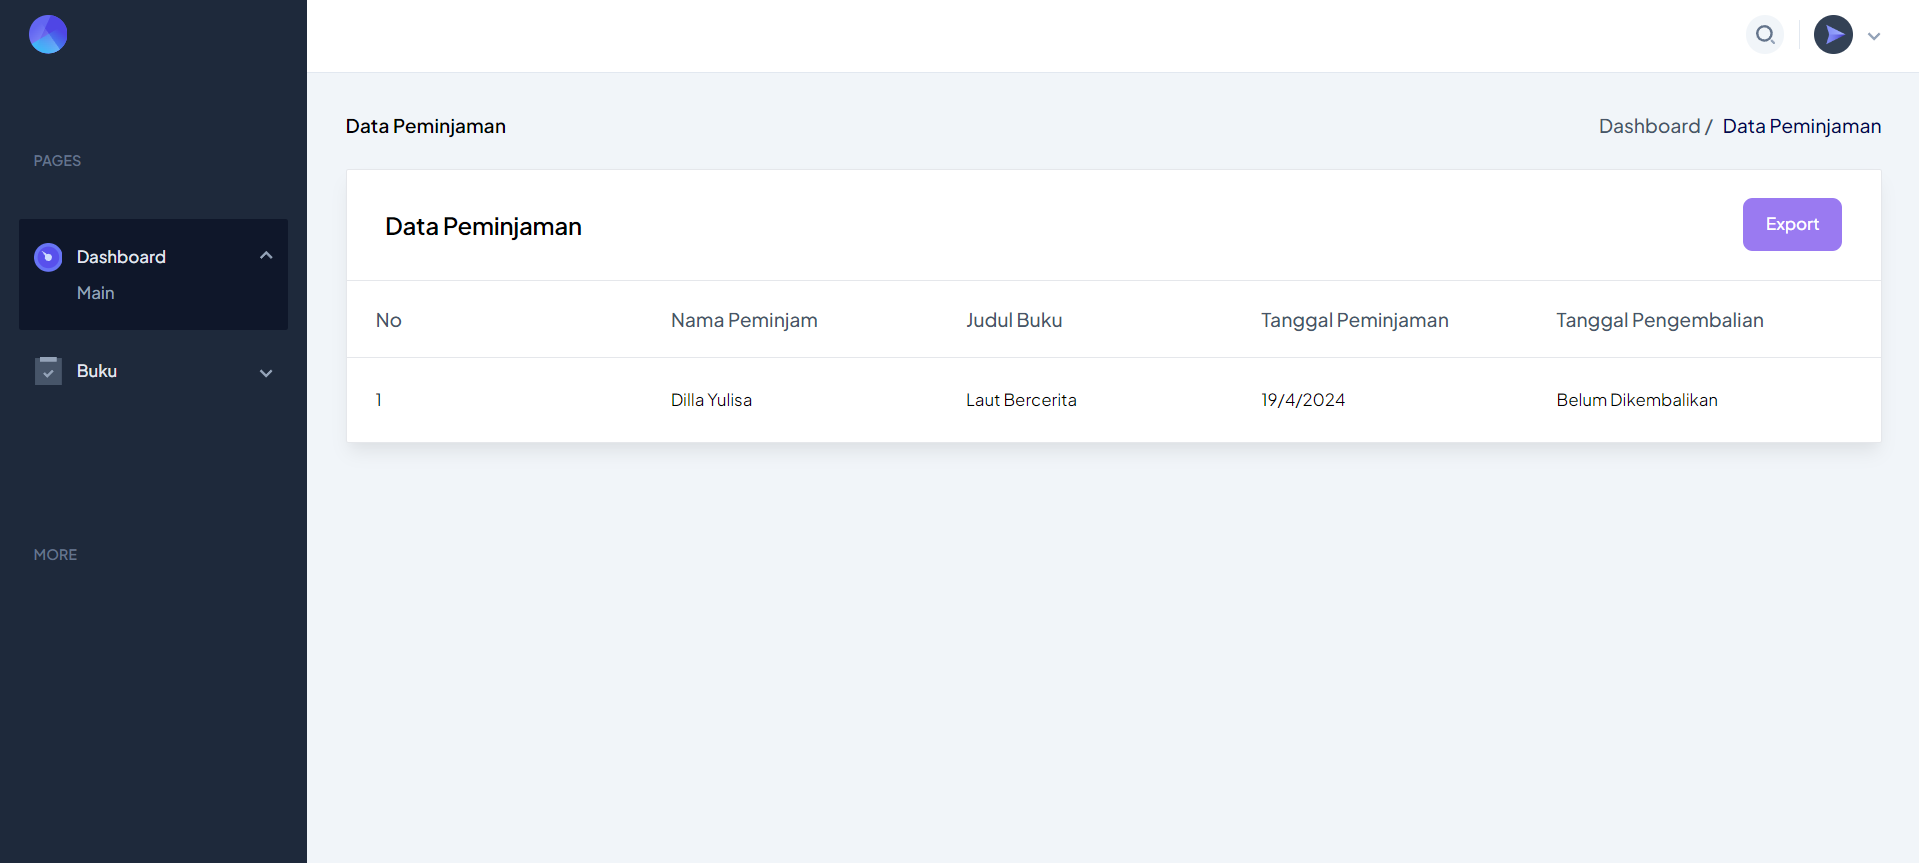 PAGES
Dashboard
Main
Buku
MORE
Data Peminjaman
Dashboard / Data Peminjaman
Data Peminjaman
Export
No Nama Peminjam Judul Buku Tanggal Peminjaman Tanggal Pengembalian
1 Dilla Yulisa Laut Bercerita 19/4/2024 Belum Dikembalikan